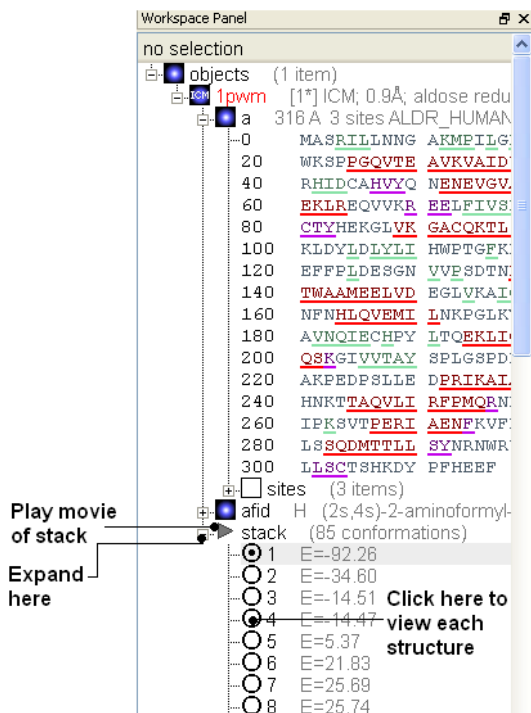 Workspace Panel
no selection
objects (1 item)
ICM 1pwm [1*] ICM; 0.9Å; aldose redu
a 316 A 3 sites ALDR_HUMAN
0 MASRILLNNG AKMPILG
20 WKSPPGQVTE AVKVAID
40 RHIDCAHVYQ NENEVGV
60 EKLREQVVKR EELFIVS
80 CTYHEKGLVK GACQKTL
100 KLDYLDLYLI HWPTGFK
120 EFFPLDESGN VVPSDTN
140 TWAAMEELVD EGLVKAI
160 NFNHLQVEMI LNKPGLK
180 AVNQIECHPY LTQEKLI
200 QSKGIVVTAY SPLGSPD
220 AKPEDPSLLE DPRIKAI
240 HNKTTAQVLI RFPMQRN
260 IPKSVTPERI AENFKVF
280 LSSQDMTTLL SYNRNWR
300 LLSCTSHKDY PFHEEF
sites (3 items)
afid H (2s,4s)-2-aminoformyl-
stack (85 conformations)
1 E=-92.26
2 E=-34.60
3 E=-14.51
4 E=-14.47
5 E=5.37
6 E=21.83
7 E=25.69
8 E=25.74
Play movie
of stack
Expand
here
Click here to
view each
structure